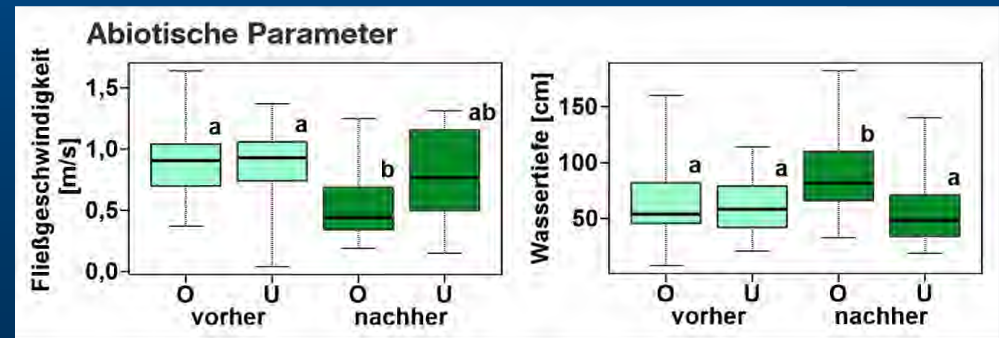 Abiotische Parameter
Fließgeschwindigkeit
[m/s]
1,5
1,0
0,5
0,0
a
a
b
ab
O
U
O
U
vorher
nachher
Wassertiefe [cm]
150
100
50
a
a
b
a
O
U
O
U
vorher
nachher